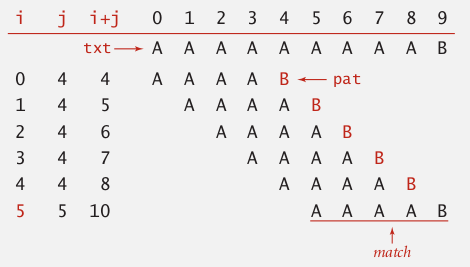 i j i+j 0 1 2 3 4 5 6 7 8 9
txt A A A A A A A A A B
0 4 4 A A A A B pat
1 4 5 A A A A B
2 4 6 A A A A B
3 4 7 A A A A B
4 4 8 A A A A B
5 5 10 A A A A B
match